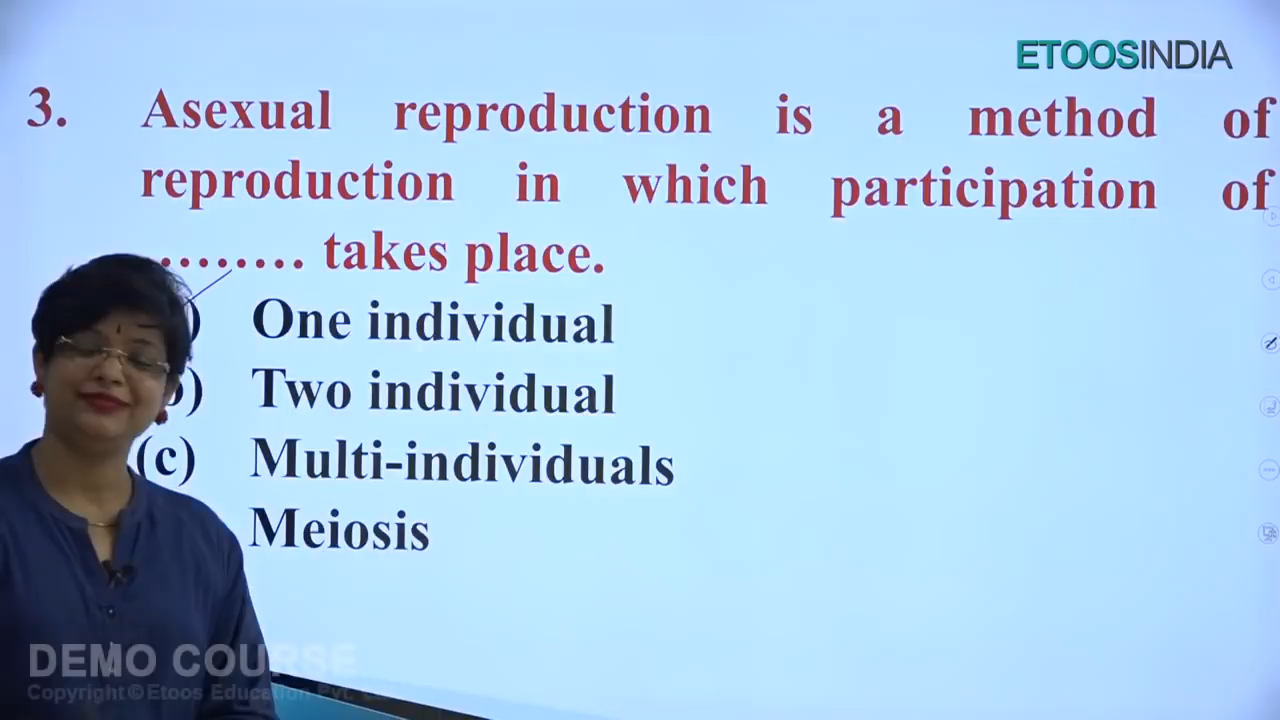 ETOOSINDIA
3. Asexual reproduction is a method of
reproduction in which participation of
........ takes place.
) One individual
) Two individual
(c) Multi-individuals
Meiosis
DEMO COURSE
Copyright©Etoos Education Pvt.